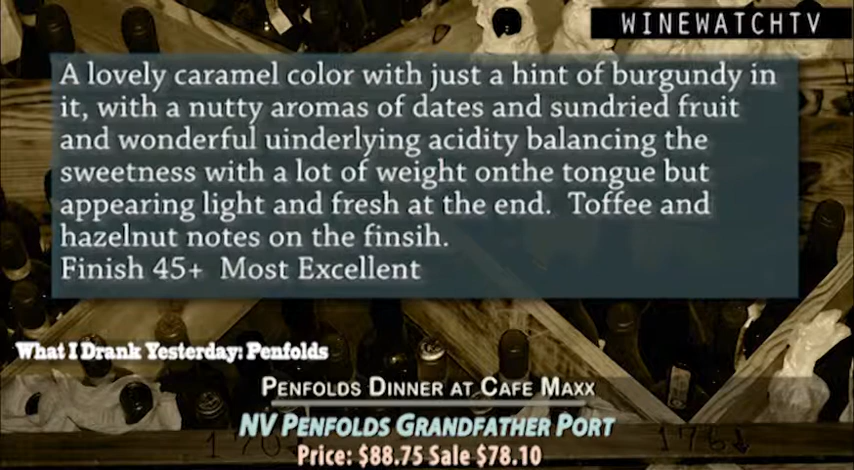 WINEWATCHTV
A lovely caramel color with just a hint of burgundy in
it, with a nutty aromas of dates and sundried fruit
and wonderful uinderlying acidity balancing the
sweetness with a lot of weight onthe tongue but
appearing light and fresh at the end.  Toffee and
hazelnut notes on the finsih.
Finish 45+  Most Excellent
What I Drank Yesterday: Penfolds
PENFOLDS DINNER AT CAFE MAXX
NV PENFOLDS GRANDFATHER PORT
Price: $88.75 Sale $78.10